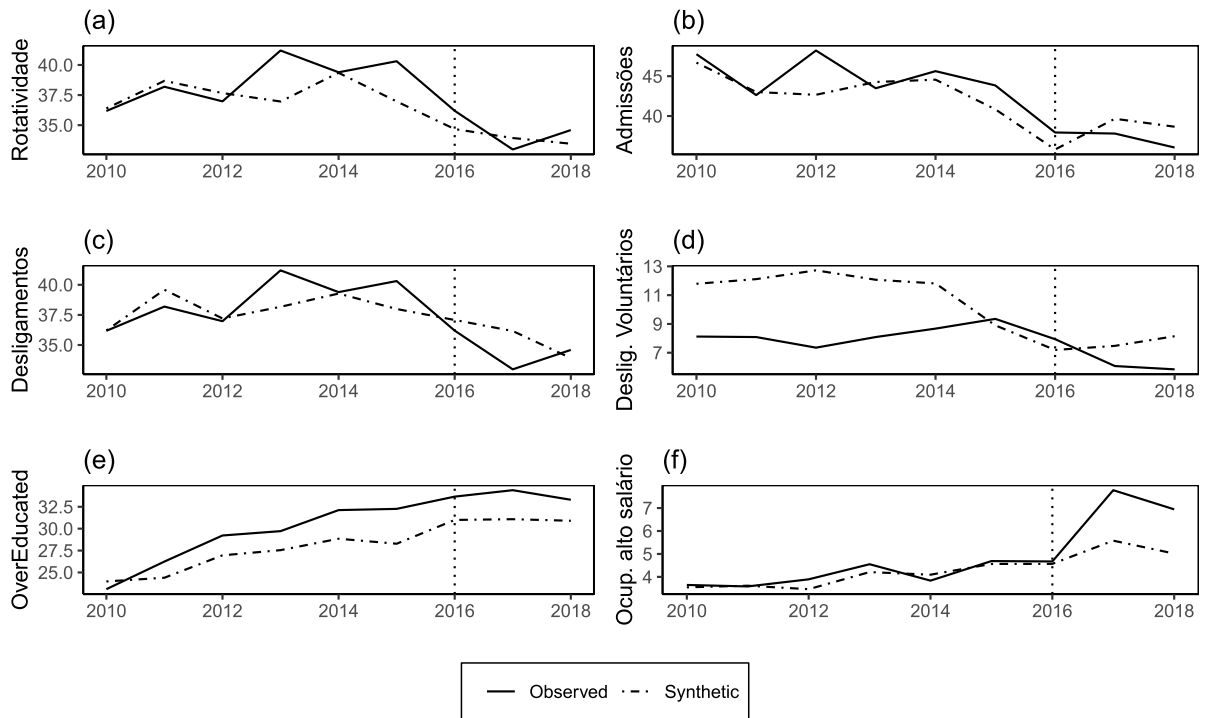 (a)
Rotatividade
40.0
37.5
35.0
2010 2012 2014 2016 2018
(b)
Admissões
45
40
2010 2012 2014 2016 2018
(c)
Desligamentos
40.0
37.5
35.0
2010 2012 2014 2016 2018
(d)
Deslig. Voluntários
13
11
9
7
2010 2012 2014 2016 2018
(e)
OverEducated
32.5
30.0
27.5
25.0
2010 2012 2014 2016 2018
(f)
Ocup. alto salário
7
6
5
4
2010 2012 2014 2016 2018
Observed Synthetic